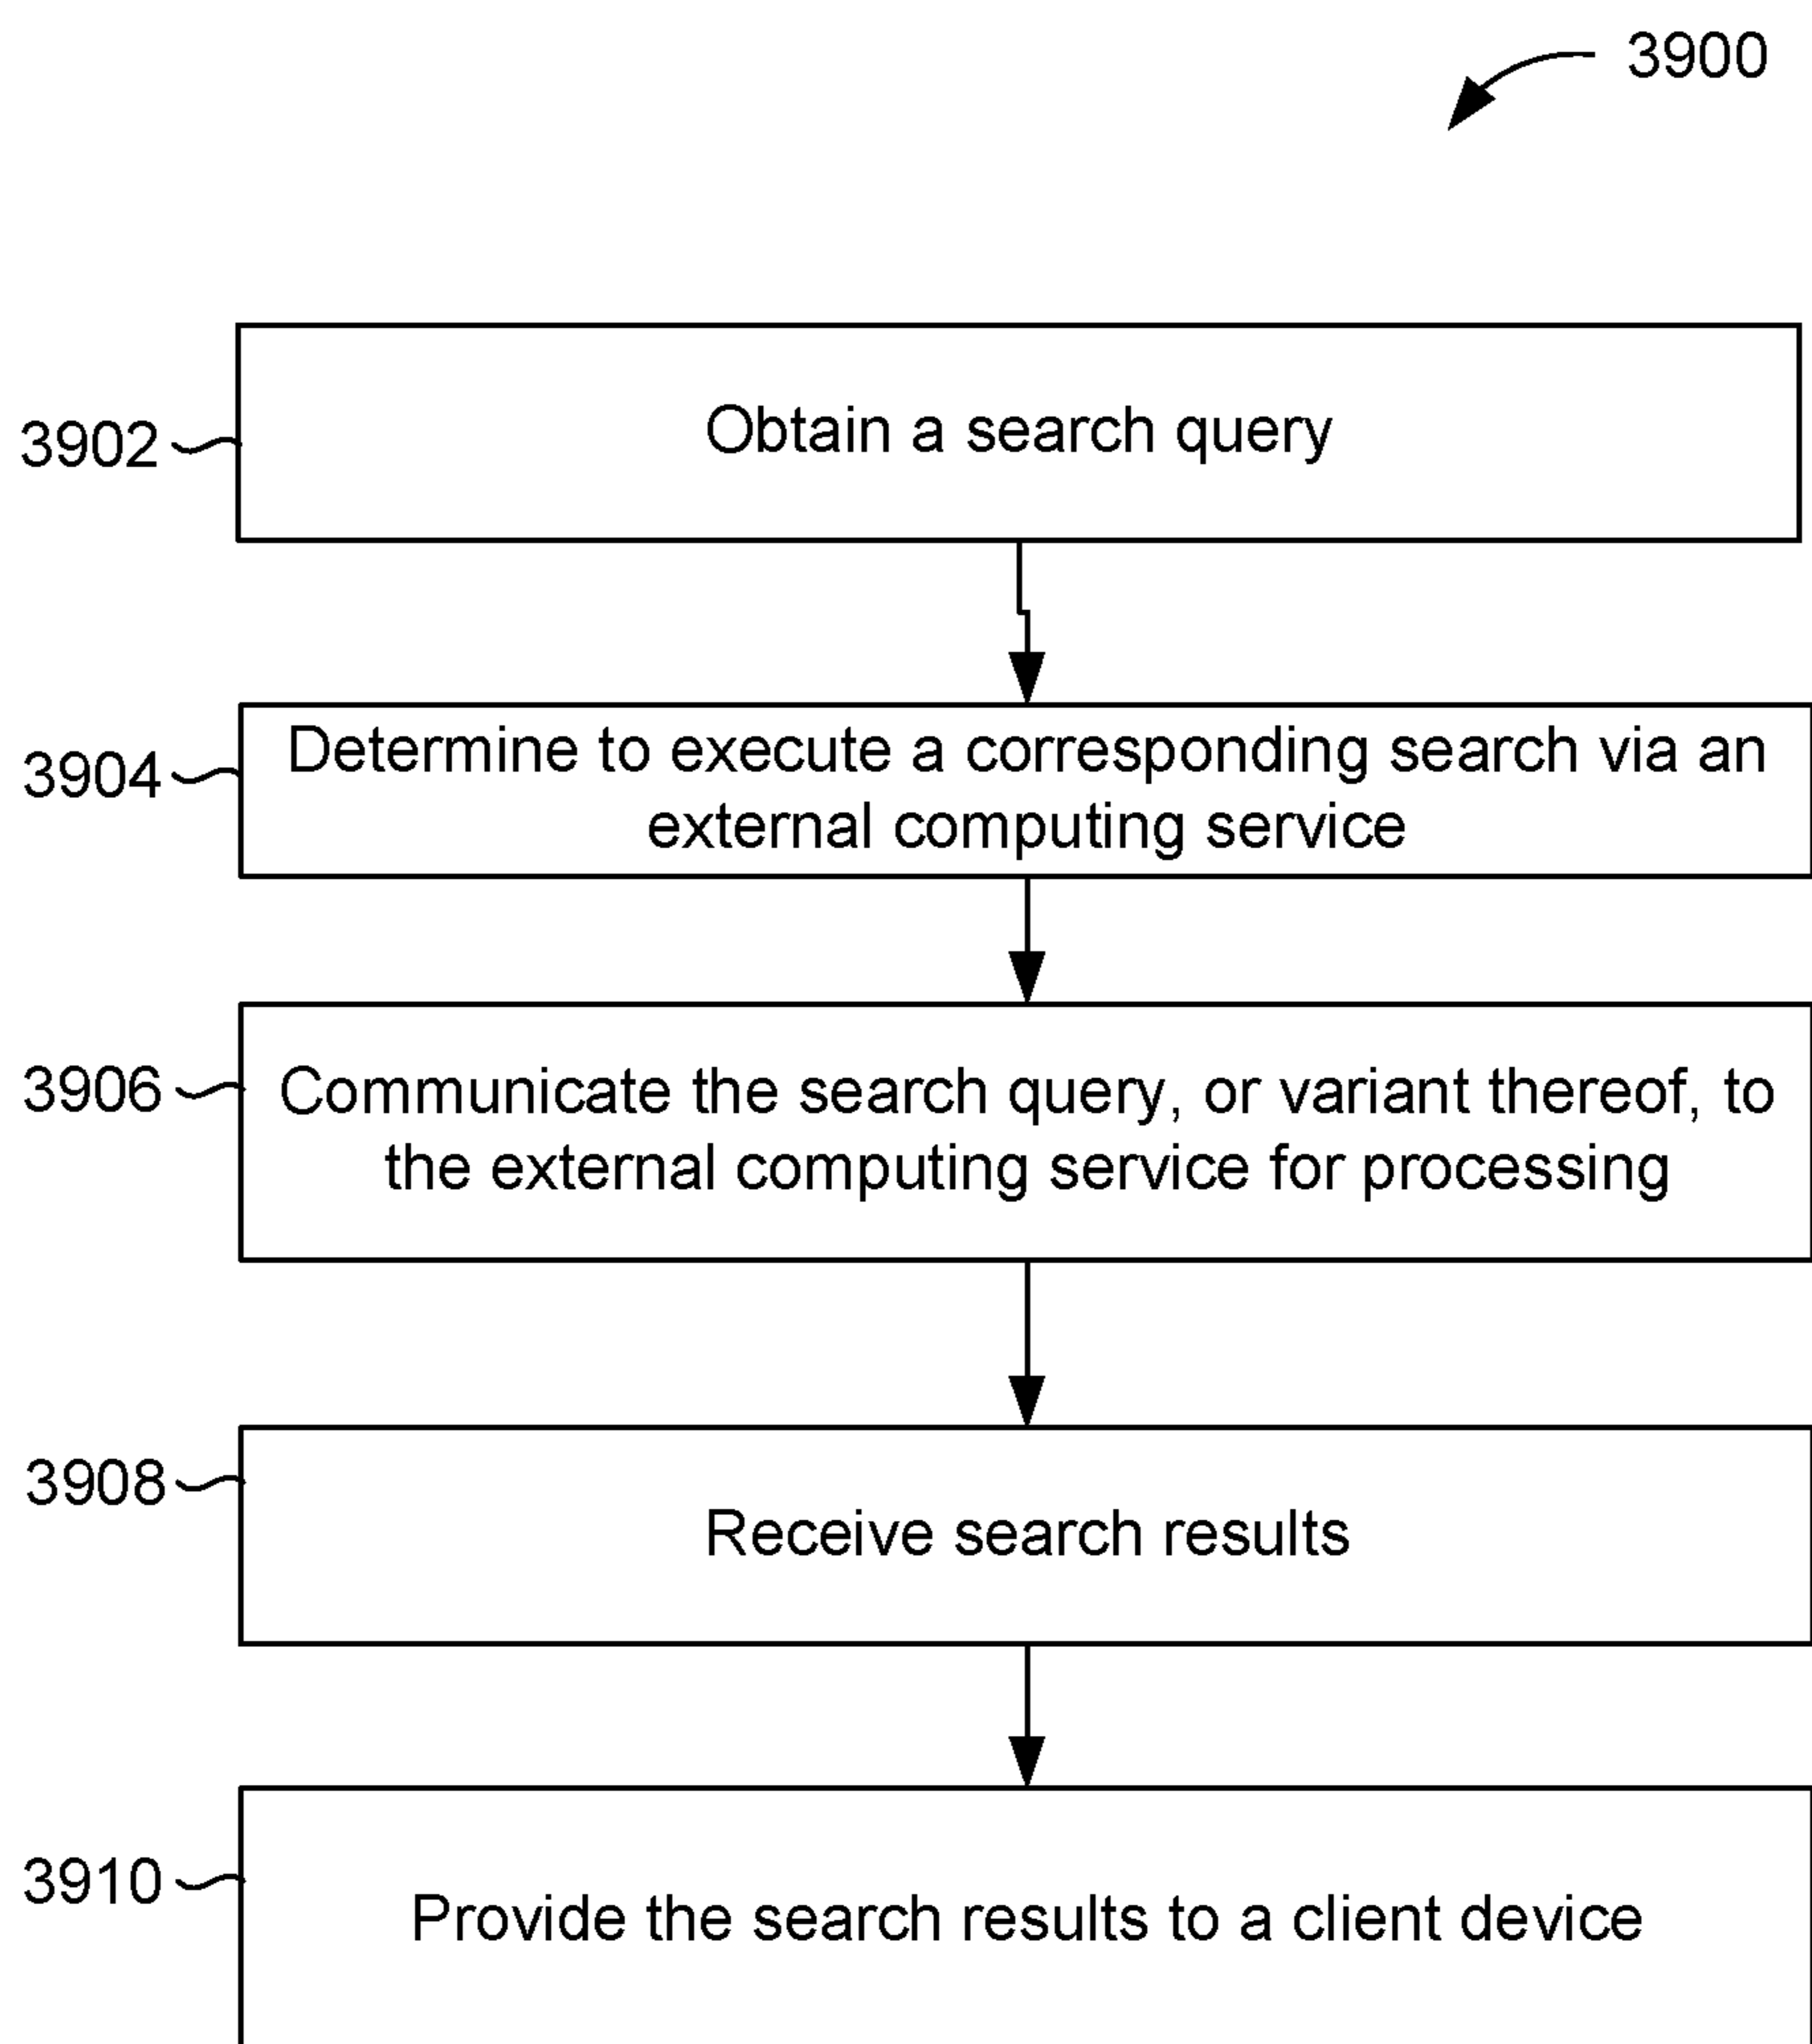 3900
3902
Obtain a search query
3904
Determine to execute a corresponding search via an
external computing service
3906
Communicate the search query, or variant thereof, to
the external computing service for processing
3908
Receive search results
3910
Provide the search results to a client device